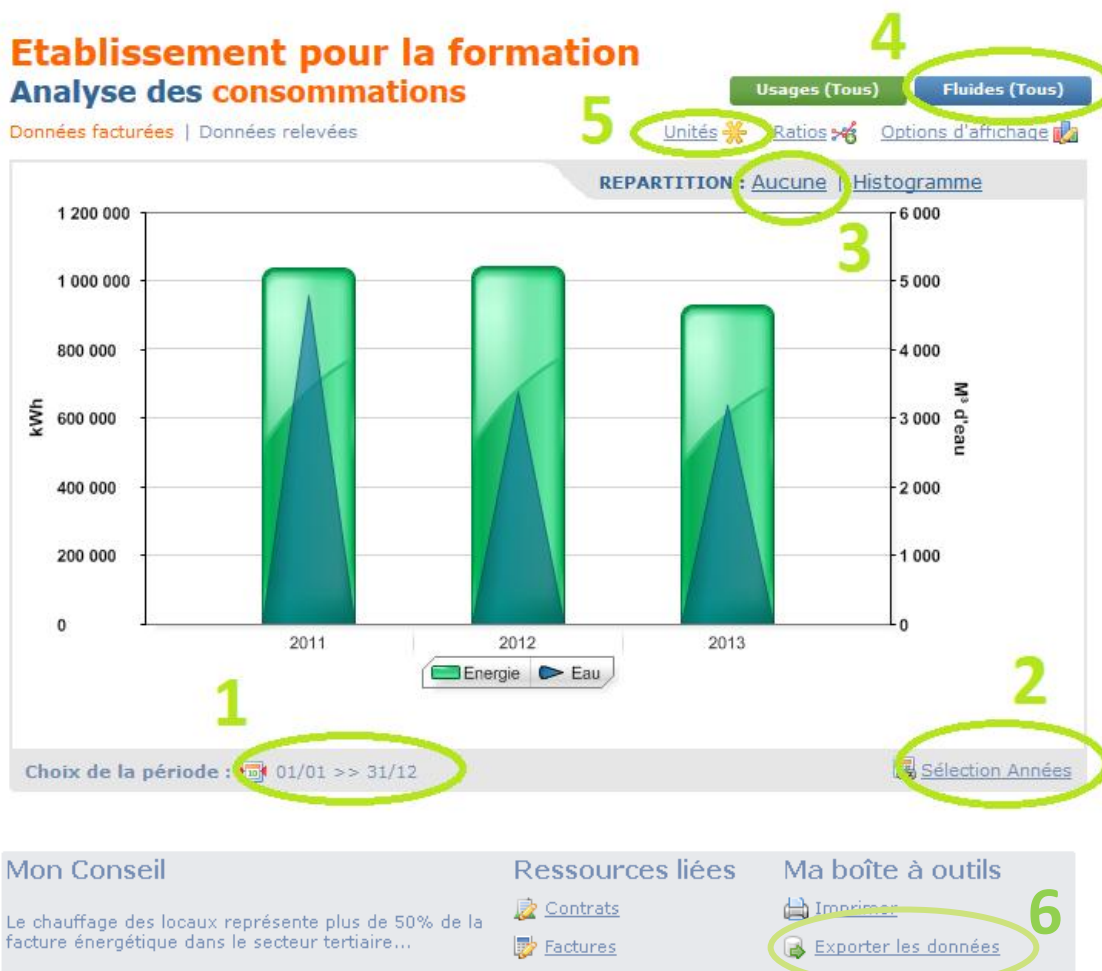 Etablissement pour la formation
4
Analyse des consommations
Usages (Tous)
Fluides (Tous)
5
Données facturées | Données relevées
Unités
Ratios
Options d'affichage
REPARTITION : Aucune | Histogramme
3
1 200 000
1 000 000
800 000
600 000
400 000
200 000
0
kWh
6 000
5 000
4 000
3 000
2 000
1 000
0
M³ d'eau
2011
2012
2013
Energie
Eau
1
2
Choix de la période : 01/01 >> 31/12
Sélection Années
Mon Conseil
Le chauffage des locaux représente plus de 50% de la
facture énergétique dans le secteur tertiaire...
Ressources liées
Contrats
Factures
Ma boîte à outils
Imprimer
6
Exporter les données